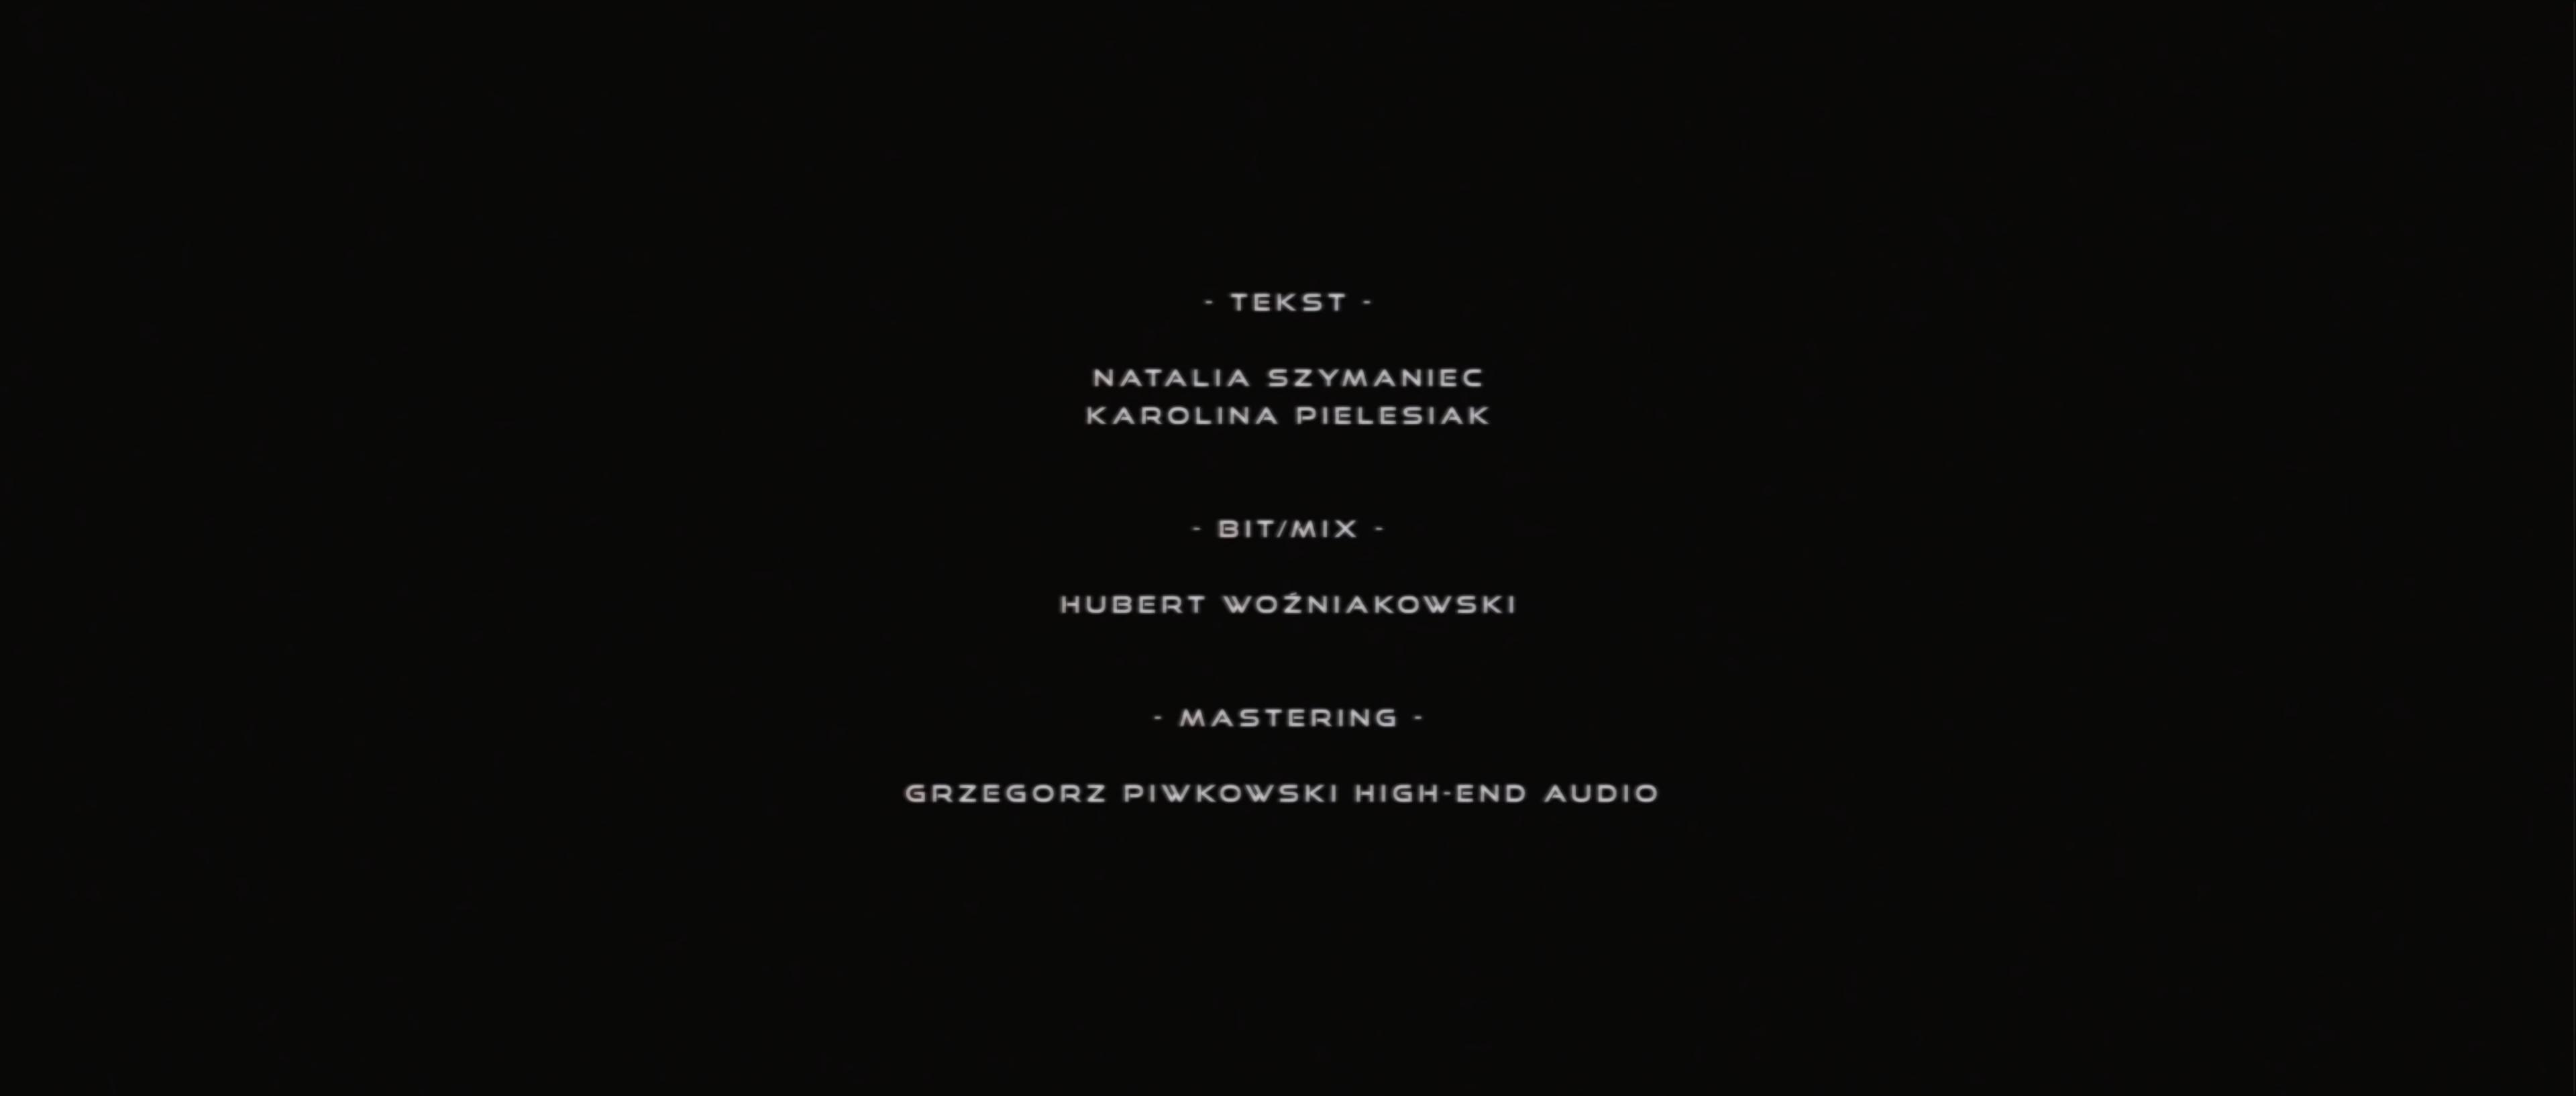 - TEKST -
NATALIA SZYMANIEC
KAROLINA PIELESIAK
- BIT/MIX -
HUBERT WOŹNIAKOWSKI
- MASTERING -
GRZEGORZ PIWKOWSKI HIGH-END AUDIO